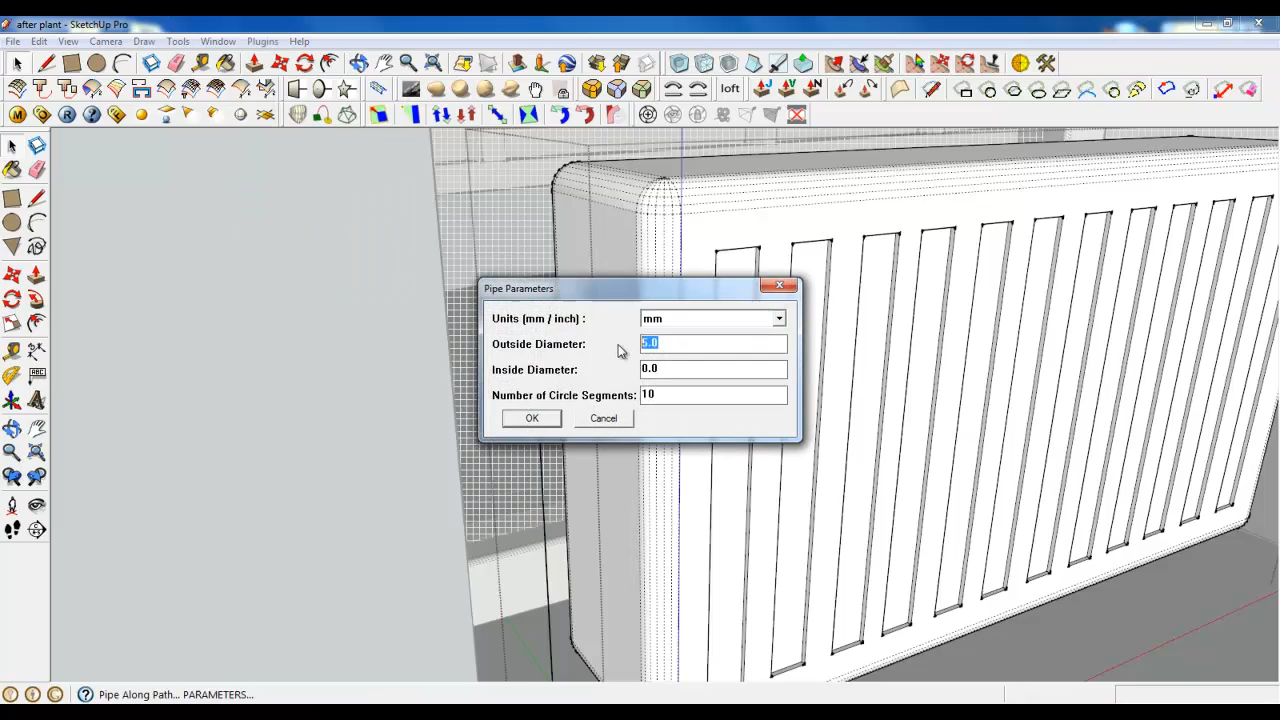 after plant - SketchUp Pro
File Edit View Camera Draw Tools Window Plugins Help
loft
Pipe Parameters
Units (mm / inch) : mm
Outside Diameter: 5.0
Inside Diameter: 0.0
Number of Circle Segments: 10
OK Cancel
Pipe Along Path... PARAMETERS...